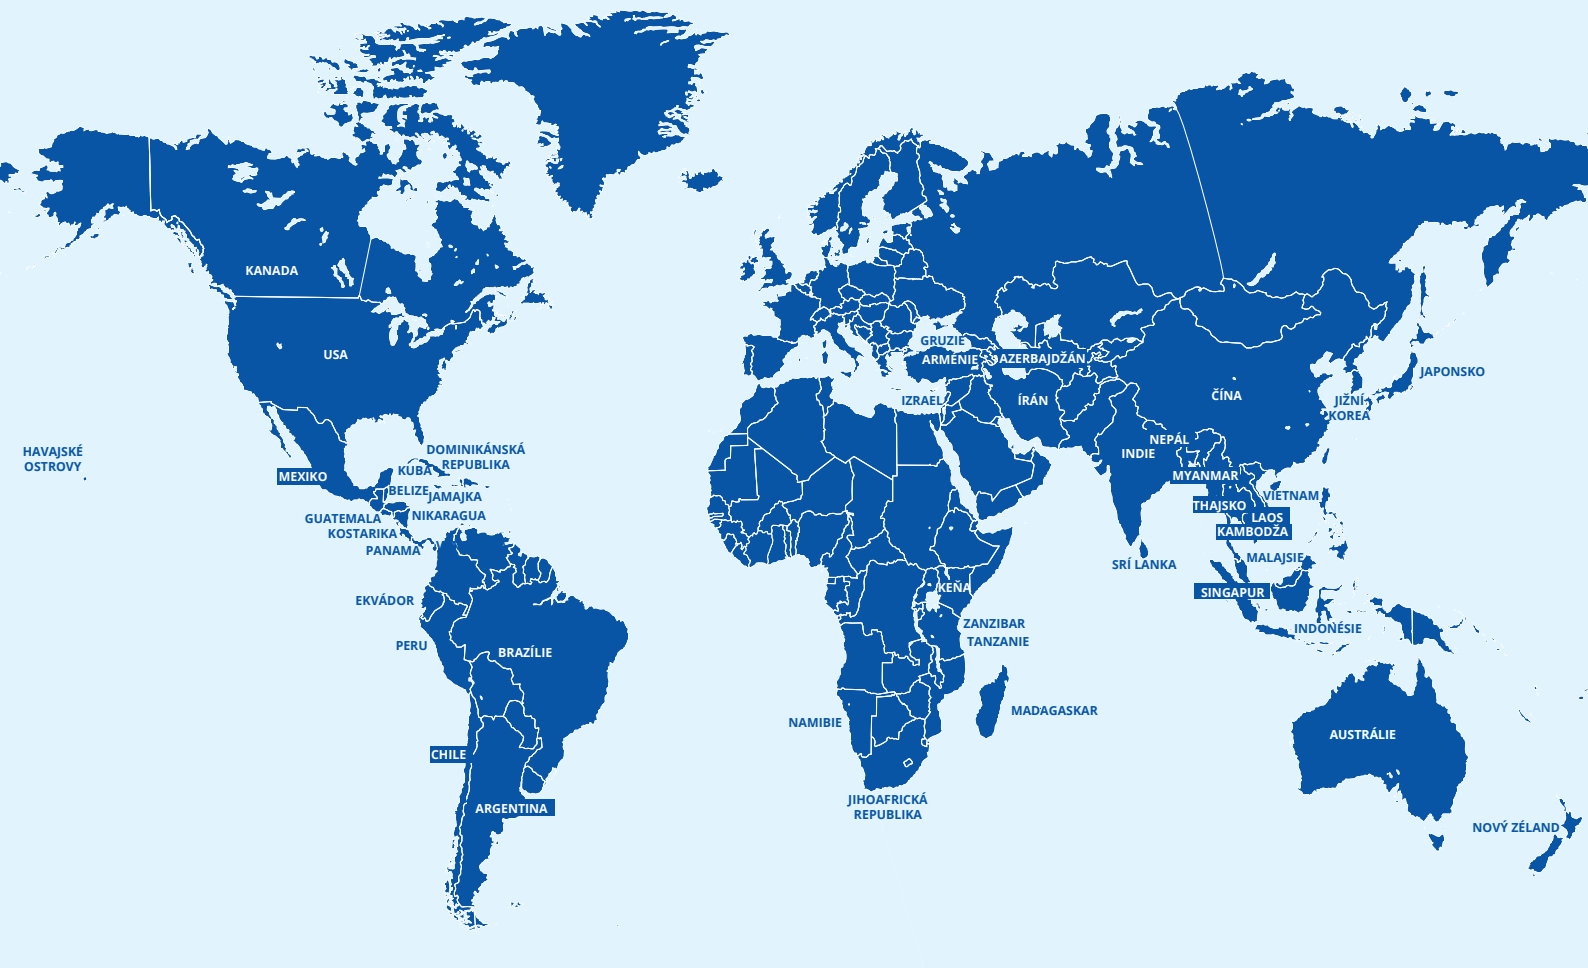 KANADA
USA
GRUZIE
ARMÉNIE
AZERBAJDŽÁN
JAPONSKO
IZRAEL
ÍRÁN
ČÍNA
JIŽNÍ
KOREA
HAVAJSKÉ
OSTROVY
DOMINIKÁNSKÁ
REPUBLIKA
NEPÁL
INDIE
MEXIKO
KUBA
MYANMAR
BELIZE
JAMAJKA
VIETNAM
THAJSKO
GUATEMALA
NIKARAGUA
LAOS
KOSTARIKA
KAMBODŽA
PANAMA
MALAJSIE
SRÍ LANKA
KEŇA
SINGAPUR
EKVÁDOR
ZANZIBAR
INDONÉSIE
TANZANIE
PERU
BRAZÍLIE
MADAGASKAR
NAMIBIE
AUSTRÁLIE
CHILE
JIHOAFRICKÁ
REPUBLIKA
ARGENTINA
NOVÝ ZÉLAND